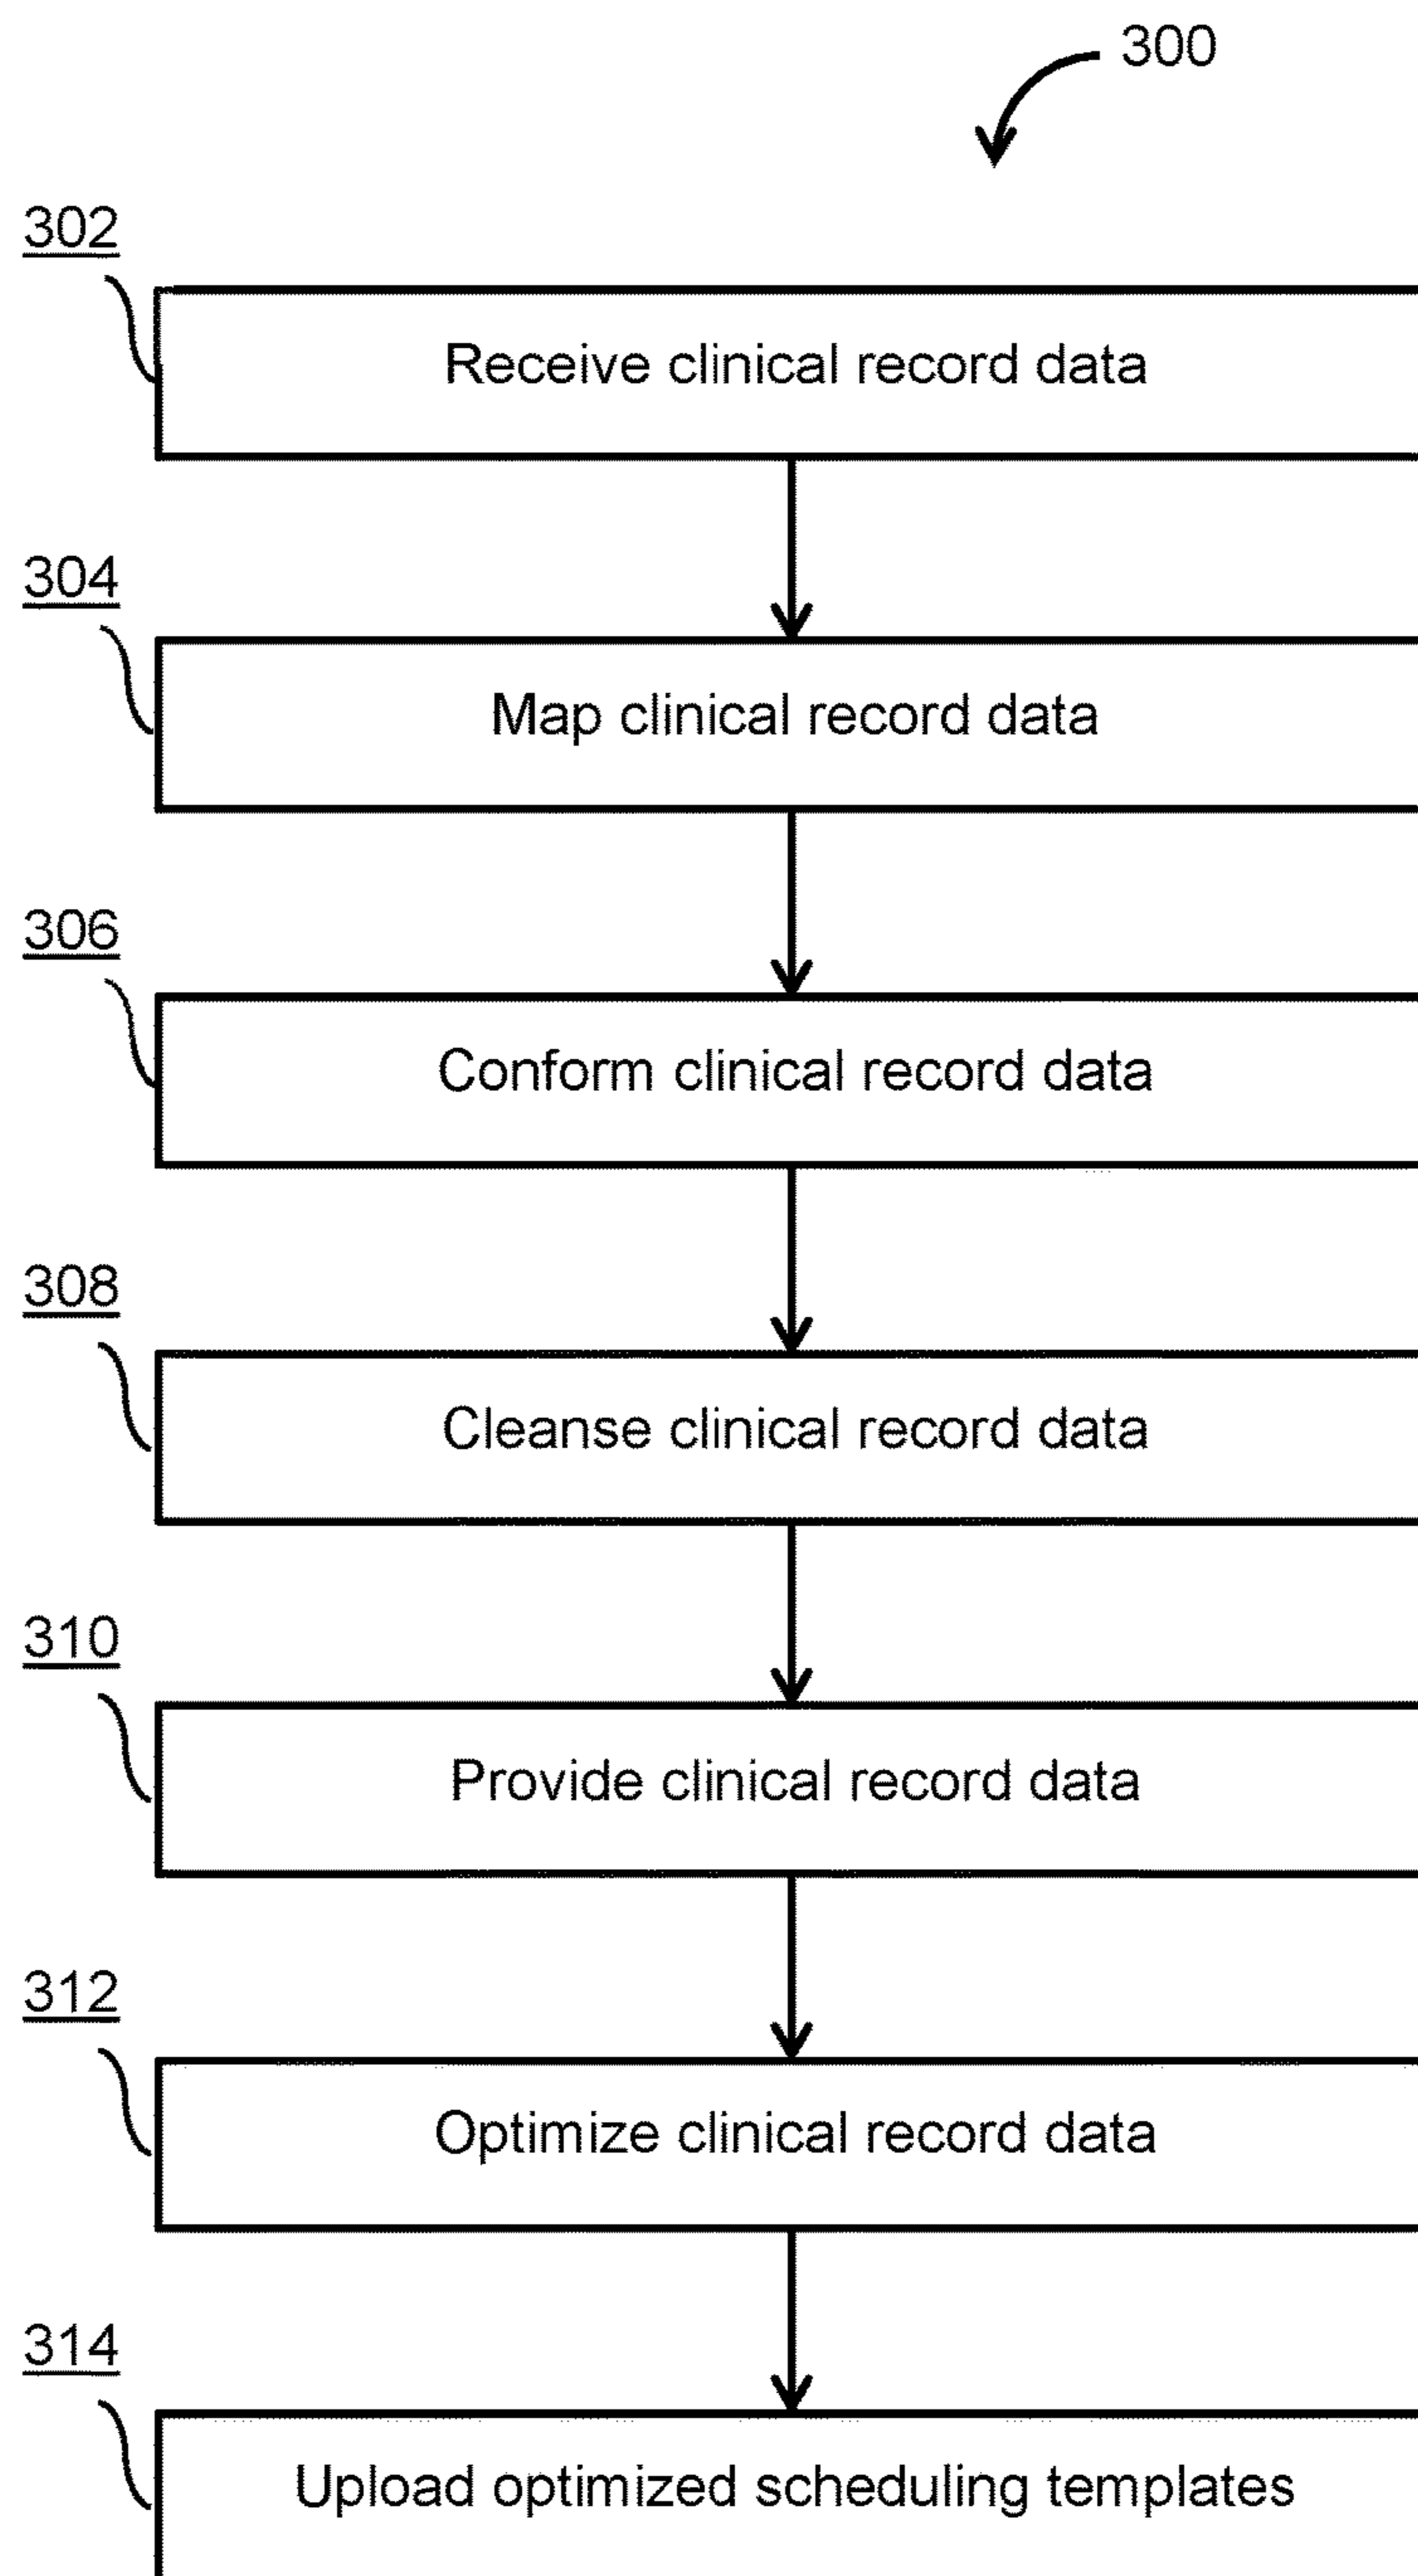 300
302
Receive clinical record data
304
Map clinical record data
306
Conform clinical record data
308
Cleanse clinical record data
310
Provide clinical record data
312
Optimize clinical record data
314
Upload optimized scheduling templates